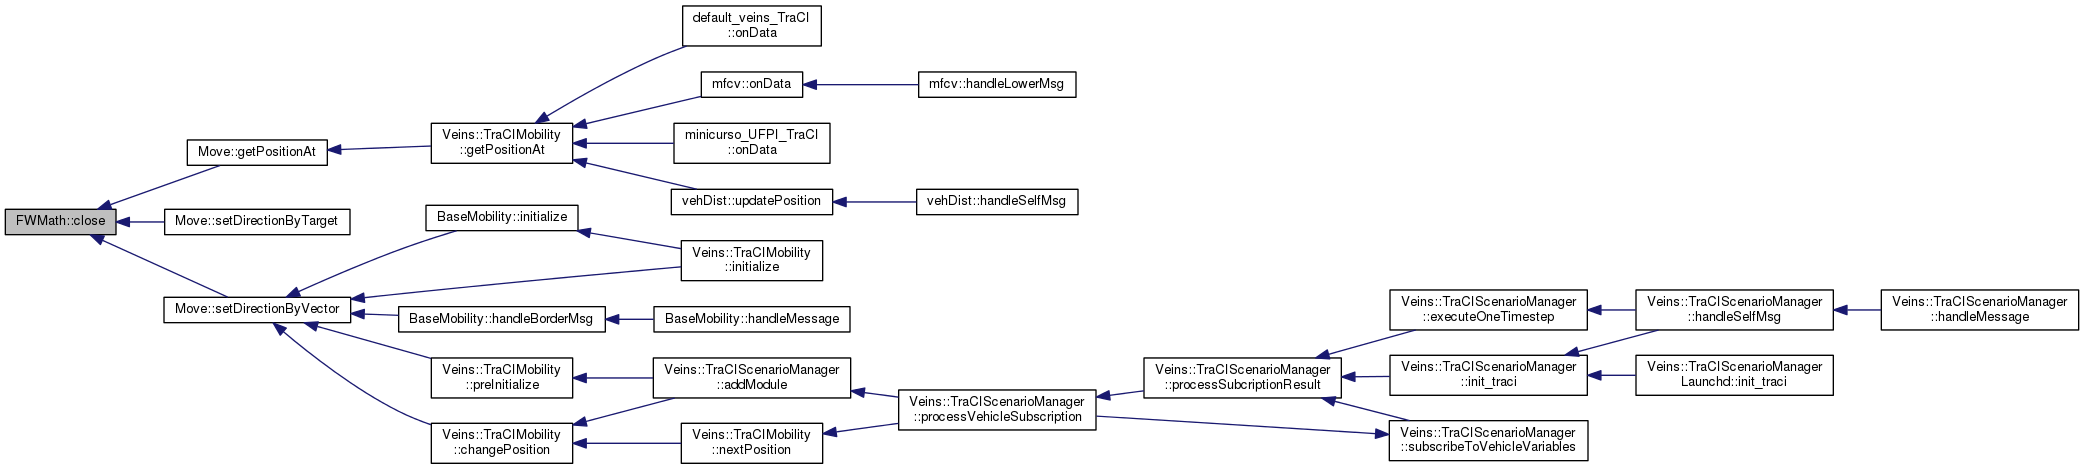 default_veins_TraCI
::onData
mfcv::onData
mfcv::handleLowerMsg
Veins::TraCIMobility
::getPositionAt
minicurso_UFPI_TraCI
::onData
Move::getPositionAt
vehDist::updatePosition
vehDist::handleSelfMsg
FWMath::close
Move::setDirectionByTarget
BaseMobility::initialize
Veins::TraCIMobility
::initialize
Move::setDirectionByVector
BaseMobility::handleBorderMsg
BaseMobility::handleMessage
Veins::TraCIScenarioManager
::executeOneTimestep
Veins::TraCIScenarioManager
::handleSelfMsg
Veins::TraCIScenarioManager
::handleMessage
Veins::TraCIMobility
::preInitialize
Veins::TraCIScenarioManager
::addModule
Veins::TraCIScenarioManager
::processSubcriptionResult
Veins::TraCIScenarioManager
::init_traci
Veins::TraCIScenarioManager
Launchd::init_traci
Veins::TraCIScenarioManager
::processVehicleSubscription
Veins::TraCIMobility
::changePosition
Veins::TraCIMobility
::nextPosition
Veins::TraCIScenarioManager
::subscribeToVehicleVariables